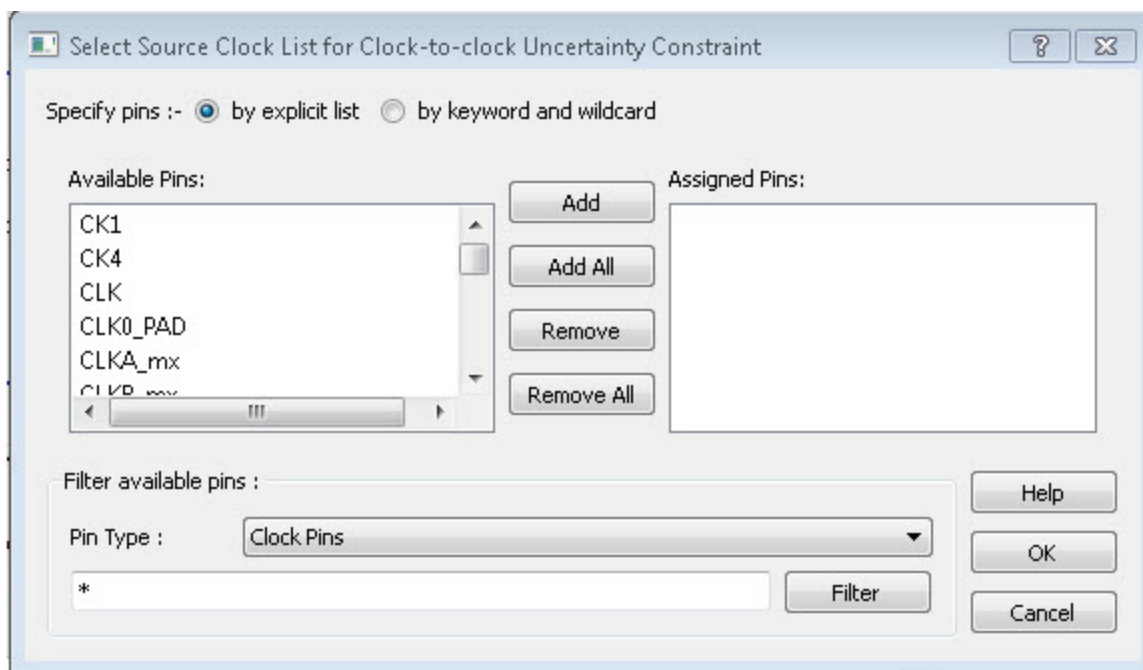 Select Source Clock List for Clock-to-clock Uncertainty Constraint
Specify pins :- by explicit list by keyword and wildcard
Available Pins:
CK1
CK4
CLK
CLK0_PAD
CLKA_mx
Add
Add All
Remove
Remove All
Assigned Pins:
Filter available pins :
Pin Type : Clock Pins
*
Filter
Help
OK
Cancel